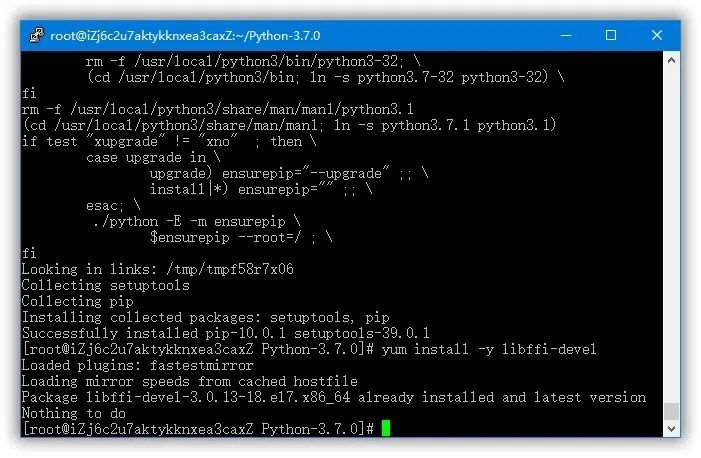 root@iZj6c2u7aktykknxea3caxZ:~/Python-3.7.0
rm -f /usr/local/python3/bin/python3-32; \
(cd /usr/local/python3/bin; ln -s python3.7-32 python3-32) \
fi
rm -f /usr/local/python3/share/man/man1/python3.1
(cd /usr/local/python3/share/man/man1; ln -s python3.7.1 python3.1)
if test "xupgrade" != "xno"  ; then \
case upgrade in \
upgrade) ensurepip="--upgrade" ;; \
install|*) ensurepip="" ;; \
esac; \
./python -E -m ensurepip \
$ensurepip --root=/ ; \
fi
Looking in links: /tmp/tmpf58r7x06
Collecting setuptools
Collecting pip
Installing collected packages: setuptools, pip
Successfully installed pip-10.0.1 setuptools-39.0.1
[root@iZj6c2u7aktykknxea3caxZ Python-3.7.0]# yum install -y libffi-devel
Loaded plugins: fastestmirror
Loading mirror speeds from cached hostfile
Package libffi-devel-3.0.13-18.el7.x86_64 already installed and latest version
Nothing to do
[root@iZj6c2u7aktykknxea3caxZ Python-3.7.0]#